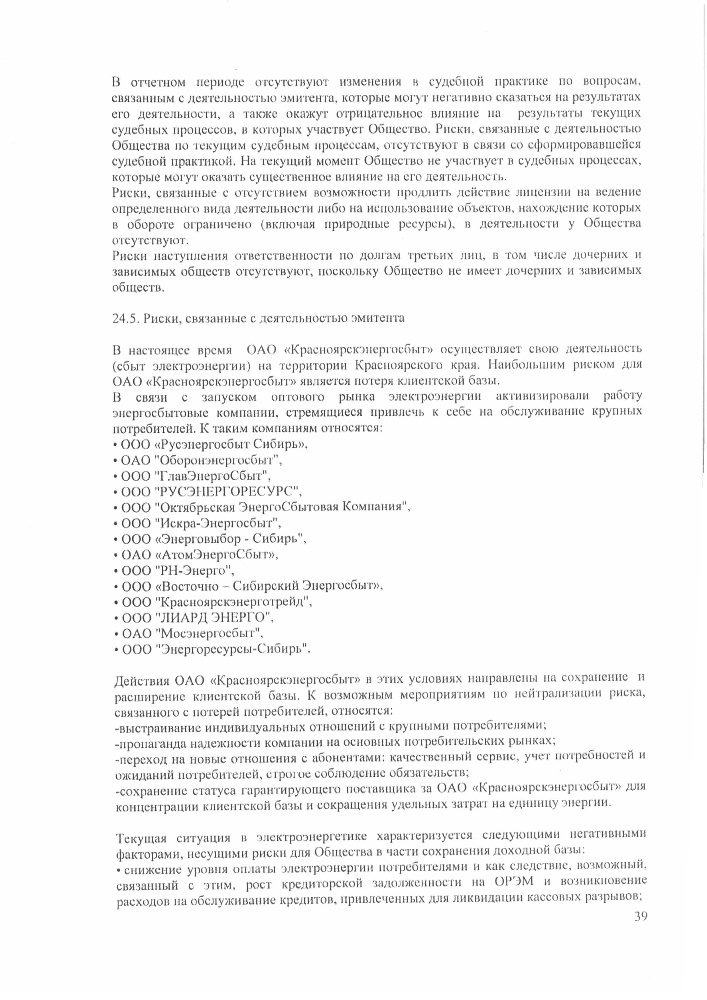 В отчетном периоде отсутствуют изменения в судебной практике по вопросам,
связанным с деятельностью эмитента, которые могут негативно сказаться на результатах
его деятельности, а также окажут отрицательное влияние на результаты текущих
судебных процессов, в которых участвует Общество. Риски, связанные с деятельностью
Общества по текущим судебным процессам, отсутствуют в связи со сформировавшейся
судебной практикой. На текущий момент Общество не участвует в судебных процессах,
которые могут оказать существенное влияние на его деятельность.
Риски, связанные с отсутствием возможности продлить действие лицензии на ведение
определенного вида деятельности либо на использование объектов, нахождение которых
в обороте ограничено (включая природные ресурсы), в деятельности у Общества
отсутствуют.
Риски наступления ответственности по долгам третьих лиц, в том числе дочерних и
зависимых обществ отсутствуют, поскольку Общество не имеет дочерних и зависимых
обществ.
24.5. Риски, связанные с деятельностью эмитента
В настоящее время ОАО «Красноярскэнергосбыт» осуществляет свою деятельность
(сбыт электроэнергии) на территории Красноярского края. Наибольшим риском для
ОАО «Красноярскэнергосбыт» является потеря клиентской базы.
В связи с запуском оптового рынка электроэнергии активизировали работу
энергосбытовые компании, стремящиеся привлечь к себе на обслуживание крупных
потребителей. К таким компаниям относятся:
• ООО «Русэнергосбыт Сибирь»,
• ОАО "Оборонэнергосбыт",
• ООО "ГлавЭнергоСбыт",
• ООО "РУСЭНЕРГОРЕСУРС",
• ООО "Октябрьская ЭнергоСбытовая Компания",
• ООО "Искра-Энергосбыт",
• ООО «Энерговыбор - Сибирь",
• ОАО «АтомЭнергоСбыт»,
• ООО "РН-Энерго",
• ООО «Восточно – Сибирский Энергосбыт»,
• ООО "Красноярскэнерготрейд",
• ООО "ЛИАРД ЭНЕРГО",
• ОАО "Мосэнергосбыт",
• ООО "Энергоресурсы-Сибирь".
Действия ОАО «Красноярскэнергосбыт» в этих условиях направлены на сохранение и
расширение клиентской базы. К возможным мероприятиям по нейтрализации риска,
связанного с потерей потребителей, относятся:
-выстраивание индивидуальных отношений с крупными потребителями;
-пропаганда надежности компании на основных потребительских рынках;
-переход на новые отношения с абонентами: качественный сервис, учет потребностей и
ожиданий потребителей, строгое соблюдение обязательств;
-сохранение статуса гарантирующего поставщика за ОАО «Красноярскэнергосбыт» для
концентрации клиентской базы и сокращения удельных затрат на единицу энергии.
Текущая ситуация в электроэнергетике характеризуется следующими негативными
факторами, несущими риски для Общества в части сохранения доходной базы:
• снижение уровня оплаты электроэнергии потребителями и как следствие, возможный,
связанный с этим, рост кредиторской задолженности на ОРЭМ и возникновение
расходов на обслуживание кредитов, привлеченных для ликвидации кассовых разрывов;
39